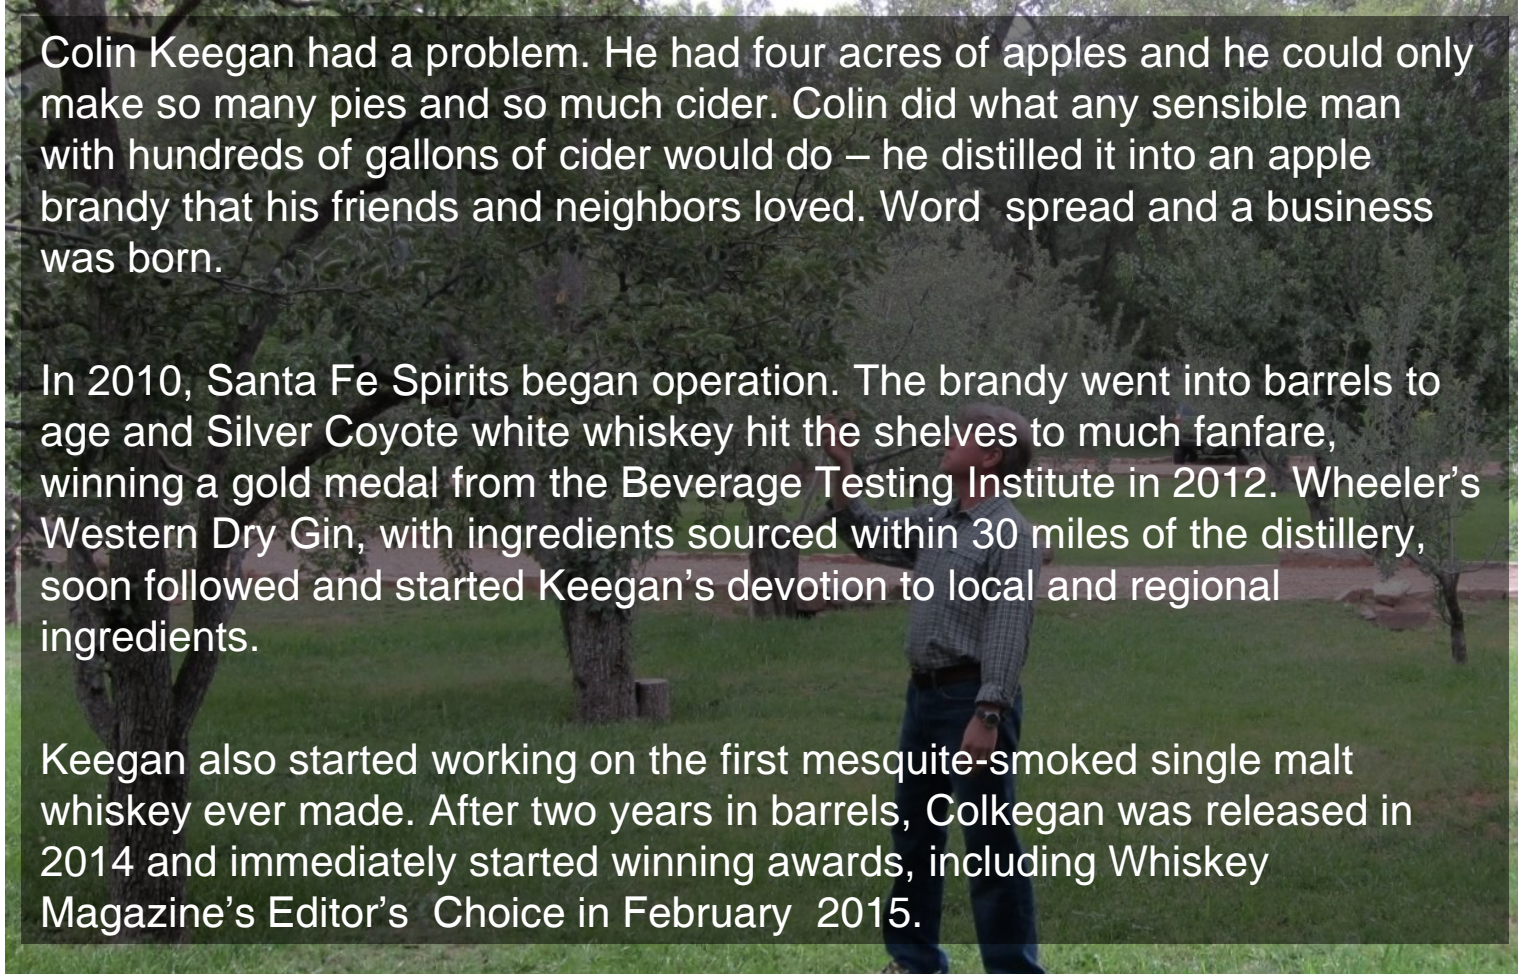 Colin Keegan had a problem. He had four acres of apples and he could only
make so many pies and so much cider. Colin did what any sensible man
with hundreds of gallons of cider would do – he distilled it into an apple
brandy that his friends and neighbors loved. Word  spread and a business
was born.
In 2010, Santa Fe Spirits began operation. The brandy went into barrels to
age and Silver Coyote white whiskey hit the shelves to much fanfare,
winning a gold medal from the Beverage Testing Institute in 2012. Wheeler’s
Western Dry Gin, with ingredients sourced within 30 miles of the distillery,
soon followed and started Keegan’s devotion to local and regional
ingredients.
Keegan also started working on the first mesquite-smoked single malt
whiskey ever made. After two years in barrels, Colkegan was released in
2014 and immediately started winning awards, including Whiskey
Magazine’s Editor’s  Choice in February  2015.